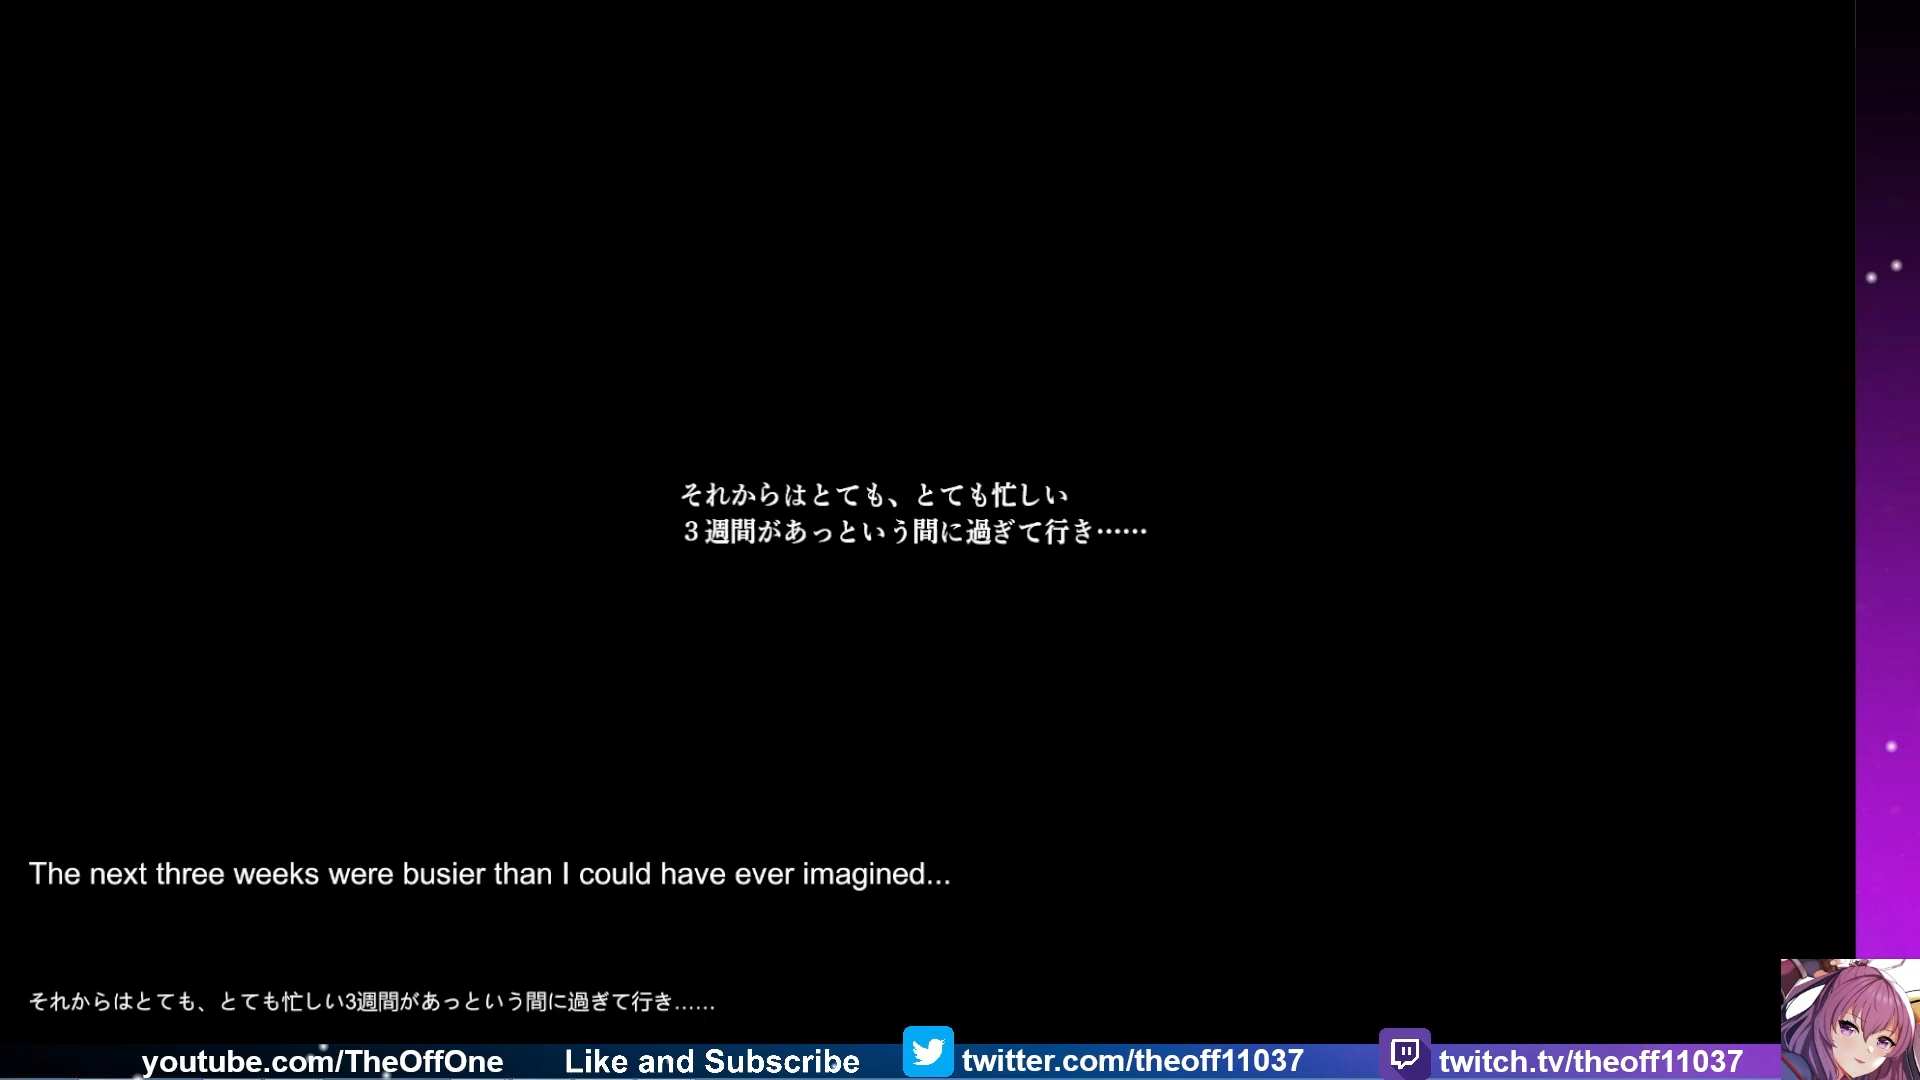 それからはとても、とても忙しい
３週間があっという間に過ぎて行き……
The next three weeks were busier than I could have ever imagined...
それからはとても、とても忙しい3週間があっという間に過ぎて行き……
youtube.com/TheOffOne Like and Subscribe twitter.com/theoff11037 twitch.tv/theoff11037